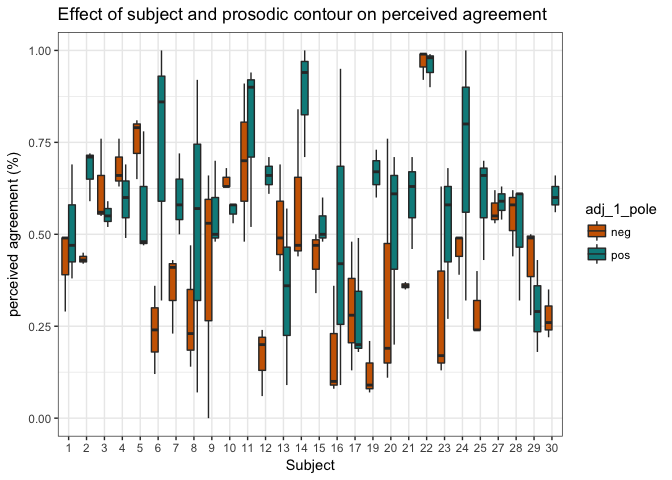 Effect of subject and prosodic contour on perceived agreement
perceived agreement (%)
1.00
0.75
0.50
0.25
0.00
1 2 3 4 5 6 7 8 9 10 11 12 13 14 15 16 17 19 20 21 22 23 24 25 27 28 29 30
Subject
adj_1_pole
neg
pos